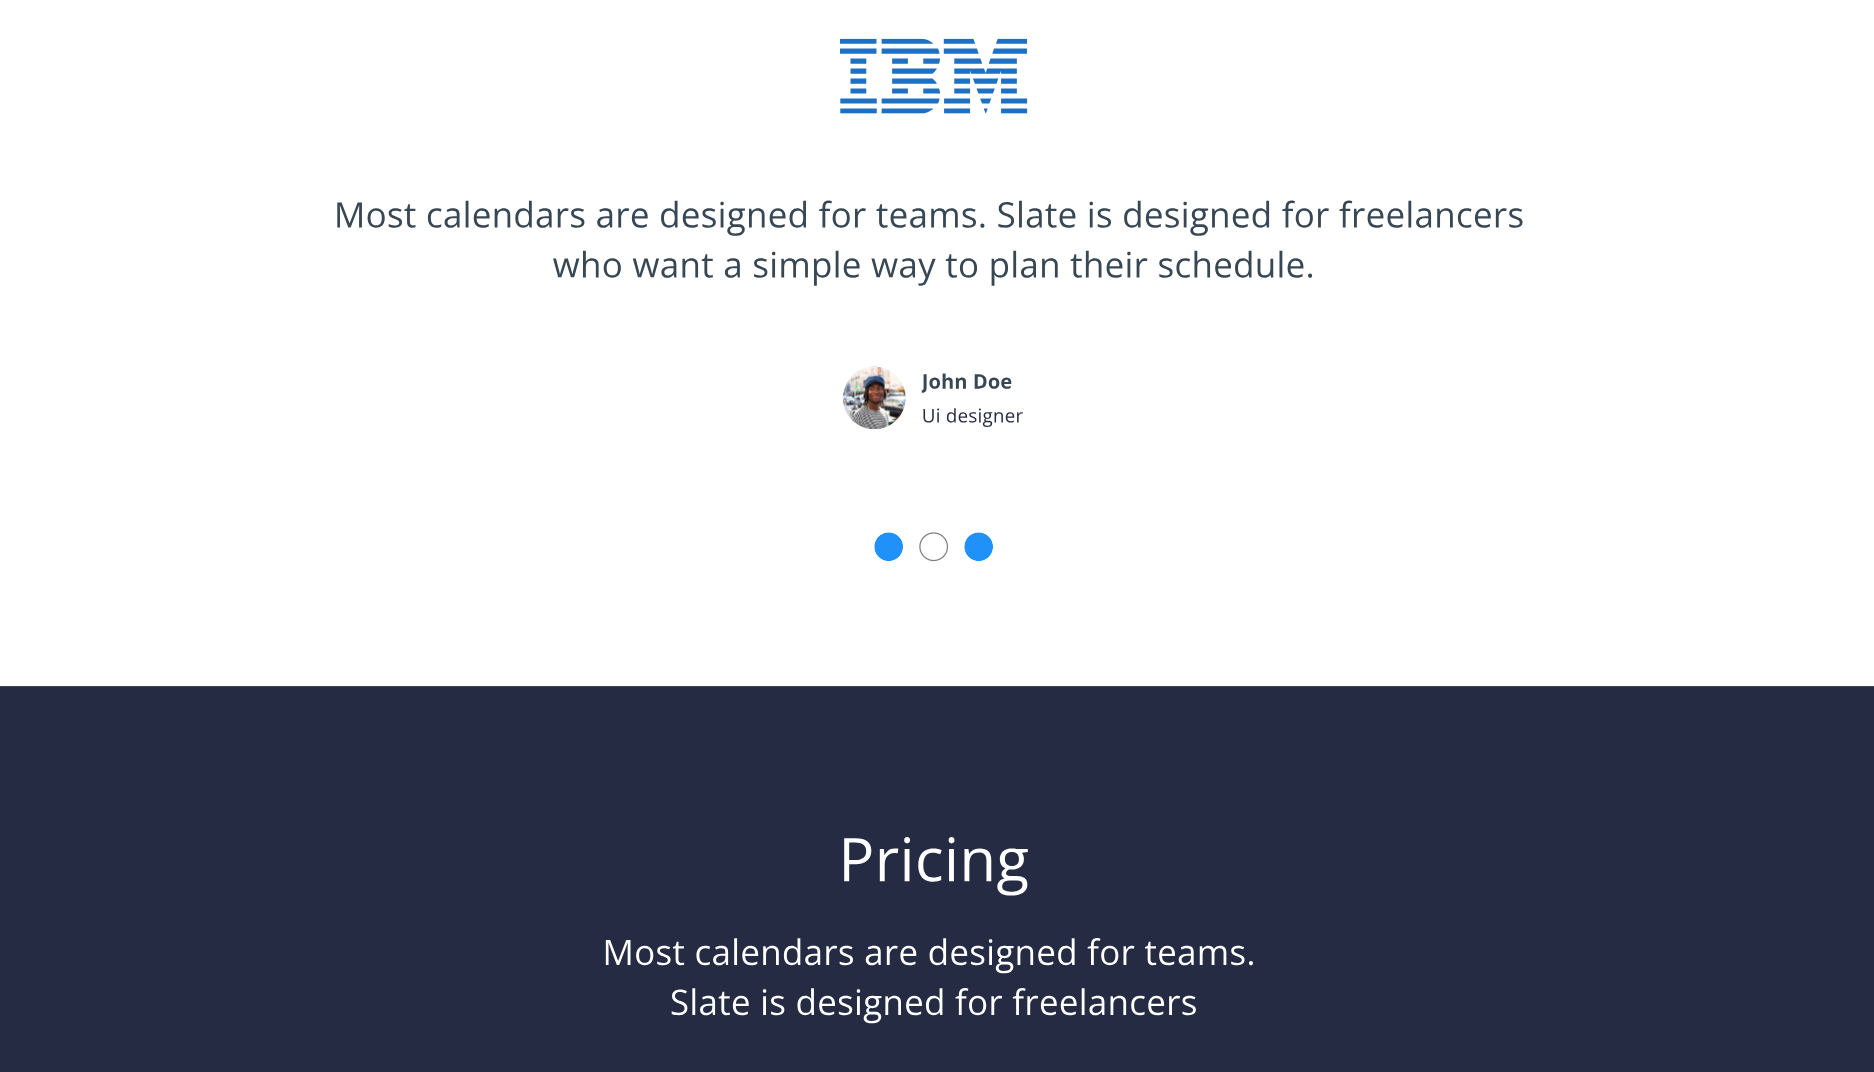 IBM
Most calendars are designed for teams. Slate is designed for freelancers
who want a simple way to plan their schedule.
John Doe
Ui designer
Pricing
Most calendars are designed for teams.
Slate is designed for freelancers